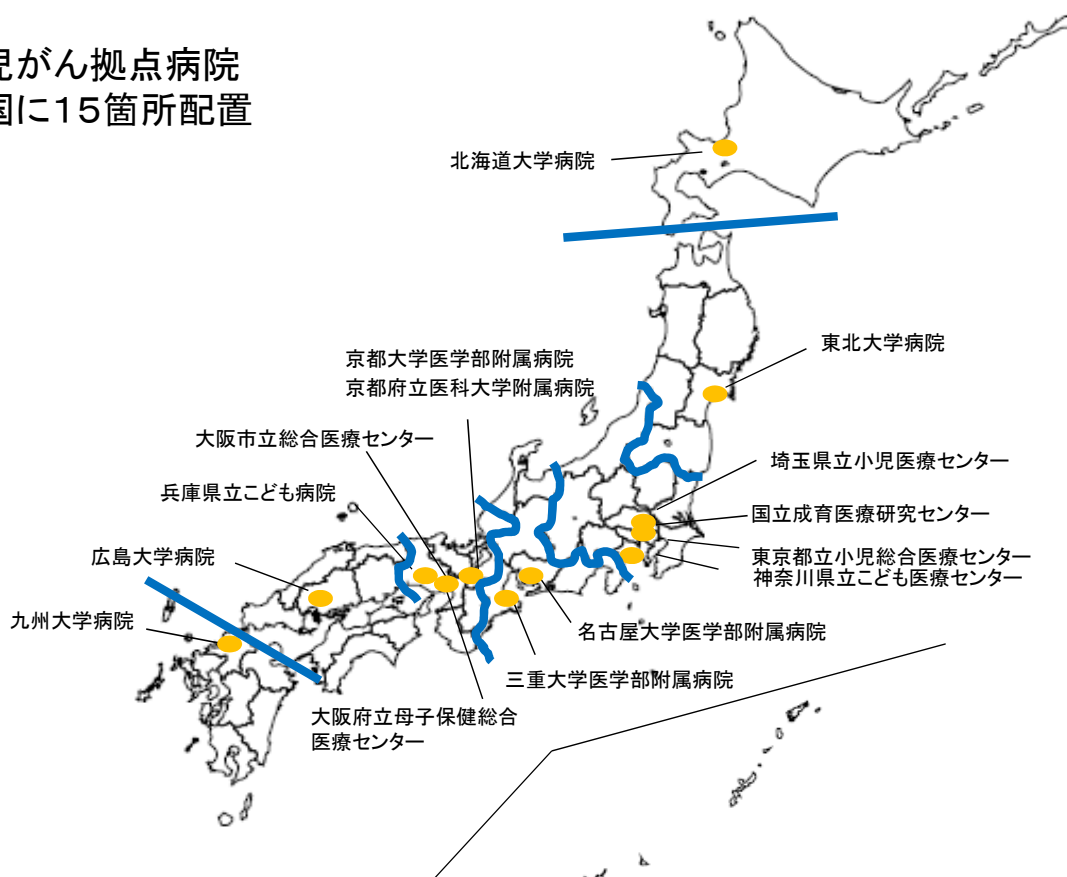 児がん拠点病院
国に15箇所配置
北海道大学病院
東北大学病院
京都大学医学部附属病院
京都府立医科大学附属病院
大阪市立総合医療センター
兵庫県立こども病院
埼玉県立小児医療センター
国立成育医療研究センター
東京都立小児総合医療センター
神奈川県立こども医療センター
広島大学病院
九州大学病院
名古屋大学医学部附属病院
三重大学医学部附属病院
大阪府立母子保健総合
医療センター